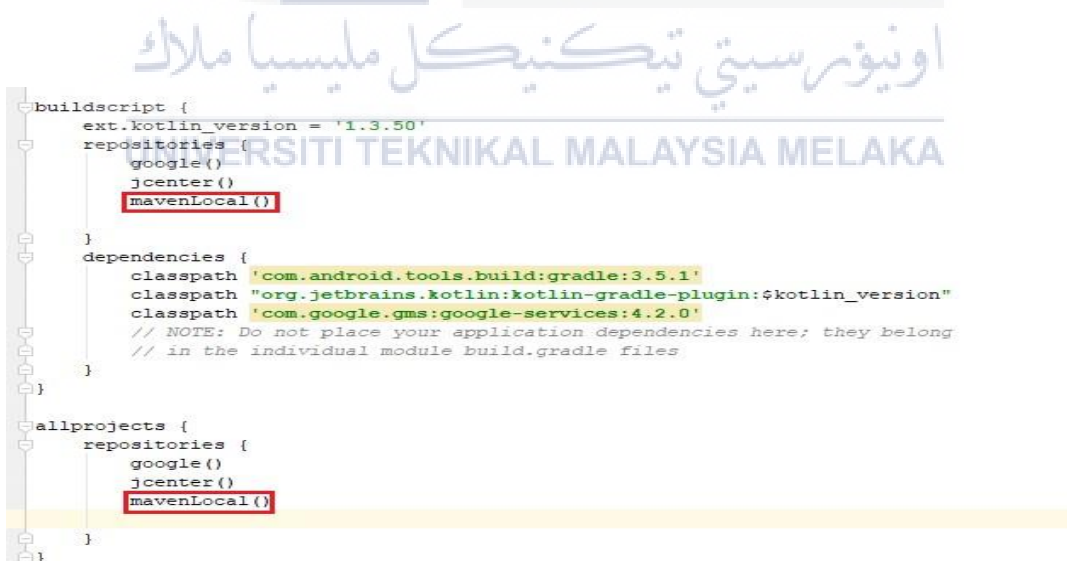 اونيۏرسيتي تيكنيكل مليسيا ملاك
buildscript {
    ext.kotlin_version = '1.3.50'
    repositories {
UNIVERSITI TEKNIKAL MALAYSIA MELAKA
        google()
        jcenter()
        mavenLocal()
    }
    dependencies {
        classpath 'com.android.tools.build:gradle:3.5.1'
        classpath "org.jetbrains.kotlin:kotlin-gradle-plugin:$kotlin_version"
        classpath 'com.google.gms:google-services:4.2.0'
        // NOTE: Do not place your application dependencies here; they belong
        // in the individual module build.gradle files
    }
}
allprojects {
    repositories {
        google()
        jcenter()
        mavenLocal()
    }
}